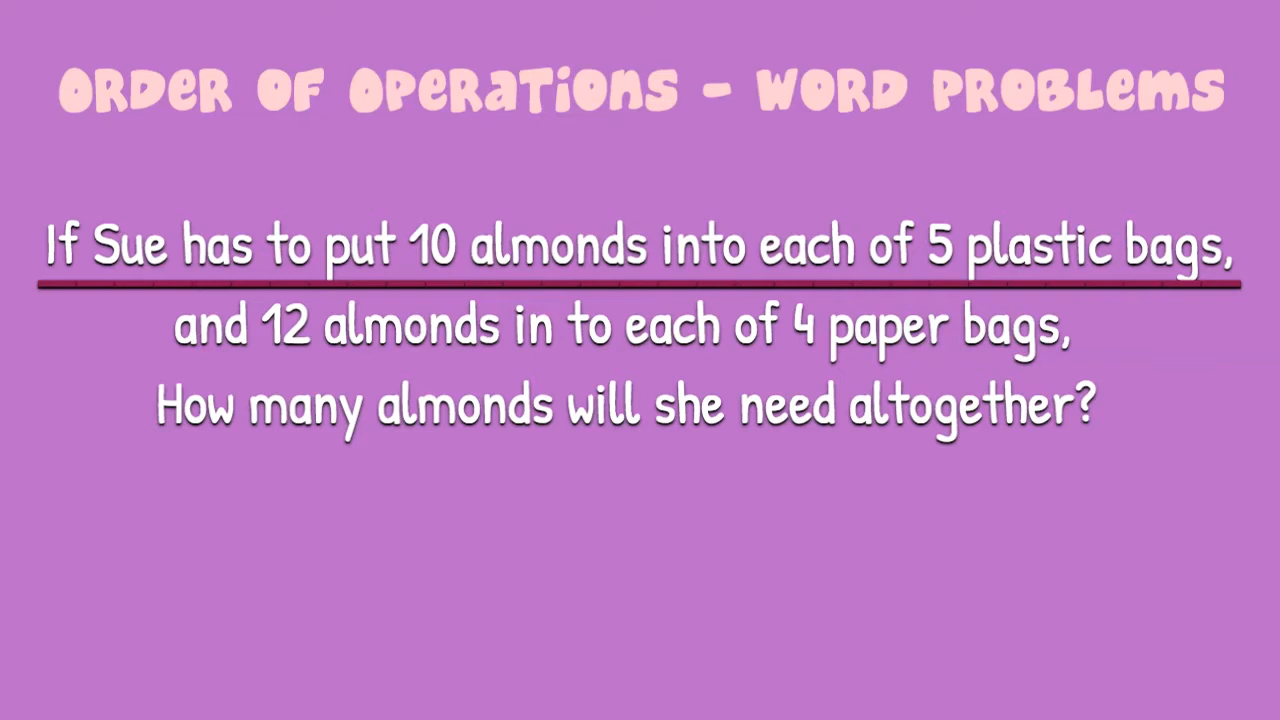 ORDER OF OPERATIONS - WORD PROBLEMS
If Sue has to put 10 almonds into each of 5 plastic bags,
and 12 almonds in to each of 4 paper bags,
How many almonds will she need altogether?